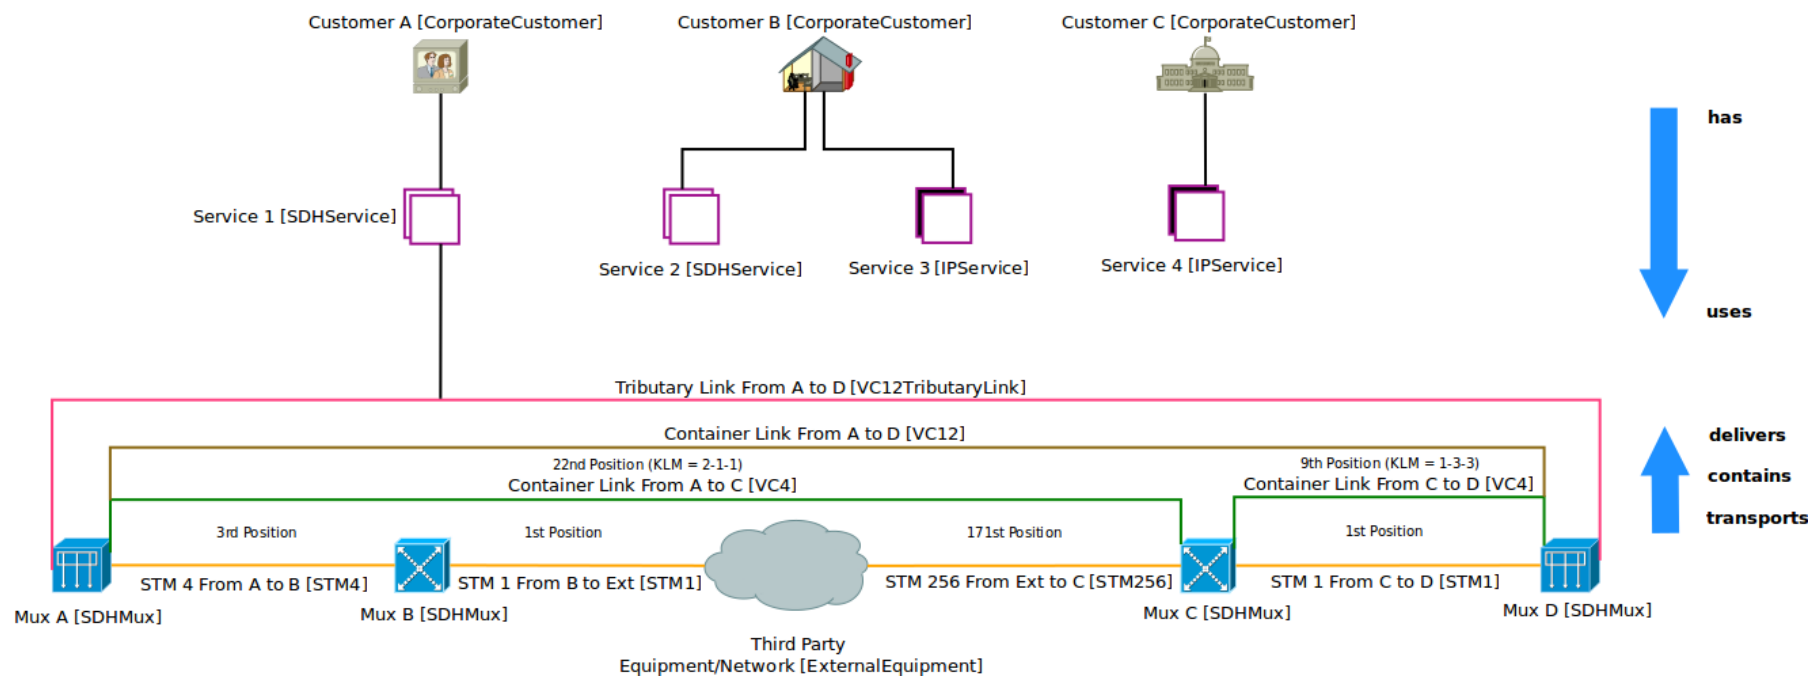 Customer A [CorporateCustomer]
Customer B [CorporateCustomer]
Customer C [CorporateCustomer]
has
Service 1 [SDHService]
Service 2 [SDHService]
Service 3 [IPService]
Service 4 [IPService]
uses
Tributary Link From A to D [VC12TributaryLink]
Container Link From A to D [VC12]
delivers
22nd Position (KLM = 2-1-1)
Container Link From A to C [VC4]
9th Position (KLM = 1-3-3)
Container Link From C to D [VC4]
contains
transports
3rd Position
1st Position
171st Position
1st Position
STM 4 From A to B [STM4]
STM 1 From B to Ext [STM1]
STM 256 From Ext to C [STM256]
STM 1 From C to D [STM1]
Mux A [SDHMux]
Mux B [SDHMux]
Mux C [SDHMux]
Mux D [SDHMux]
Third Party
Equipment/Network [ExternalEquipment]